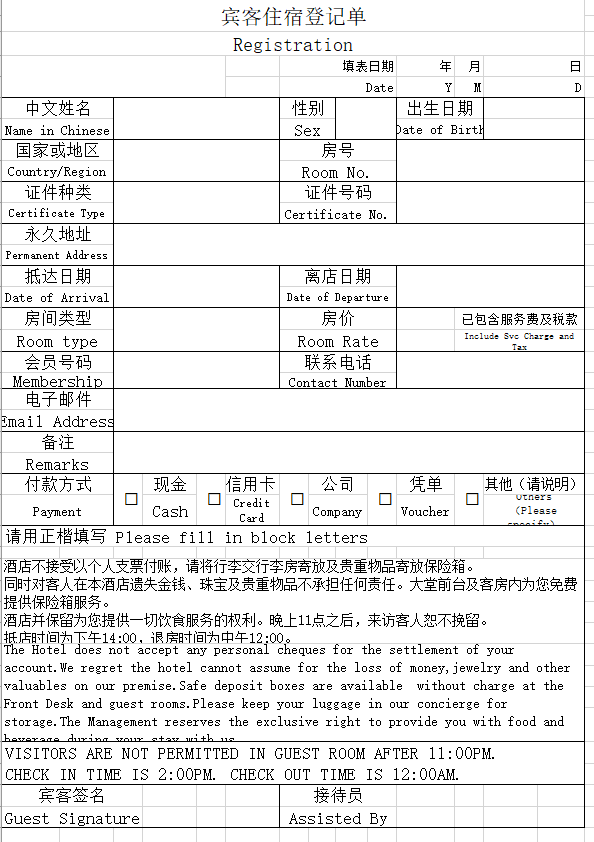 宾客住宿登记单
Registration
填表日期 年 月 日
Date Y M D
中文姓名 性别 出生日期
Name in Chinese Sex Date of Birth
国家或地区 房号
Country/Region Room No.
证件种类 证件号码
Certificate Type Certificate No.
永久地址
Permanent Address
抵达日期 离店日期
Date of Arrival Date of Departure
房间类型 房价 已包含服务费及税款
Room type Room Rate Include Svc Charge and
Tax
会员号码 联系电话
Membership Contact Number
电子邮件
Email Address
备注
Remarks
付款方式 □ 现金 □ 信用卡 □ 公司 □ 凭单 □ 其他（请说明）
Payment Cash Credit Card Company Voucher Others (Please specify)
请用正楷填写 Please fill in block letters
酒店不接受以个人支票付账，请将行李交行李房寄放及贵重物品寄放保险箱。
同时对客人在本酒店遗失金钱、珠宝及贵重物品不承担任何责任。大堂前台及客房内为您免费
提供保险箱服务。
酒店并保留为您提供一切饮食服务的权利。晚上11点之后，来访客人恕不挽留。
抵店时间为下午14:00，退房时间为中午12:00。
The Hotel does not accept any personal cheques for the settlement of your
account.We regret the hotel cannot assume for the loss of money,jewelry and other
valuables on our premise.Safe deposit boxes are available without charge at the
Front Desk and guest rooms.Please keep your luggage in our concierge for
storage.The Management reserves the exclusive right to provide you with food and
beverage during your stay with us.
VISITORS ARE NOT PERMITTED IN GUEST ROOM AFTER 11:00PM.
CHECK IN TIME IS 2:00PM. CHECK OUT TIME IS 12:00AM.
宾客签名 接待员
Guest Signature Assisted By